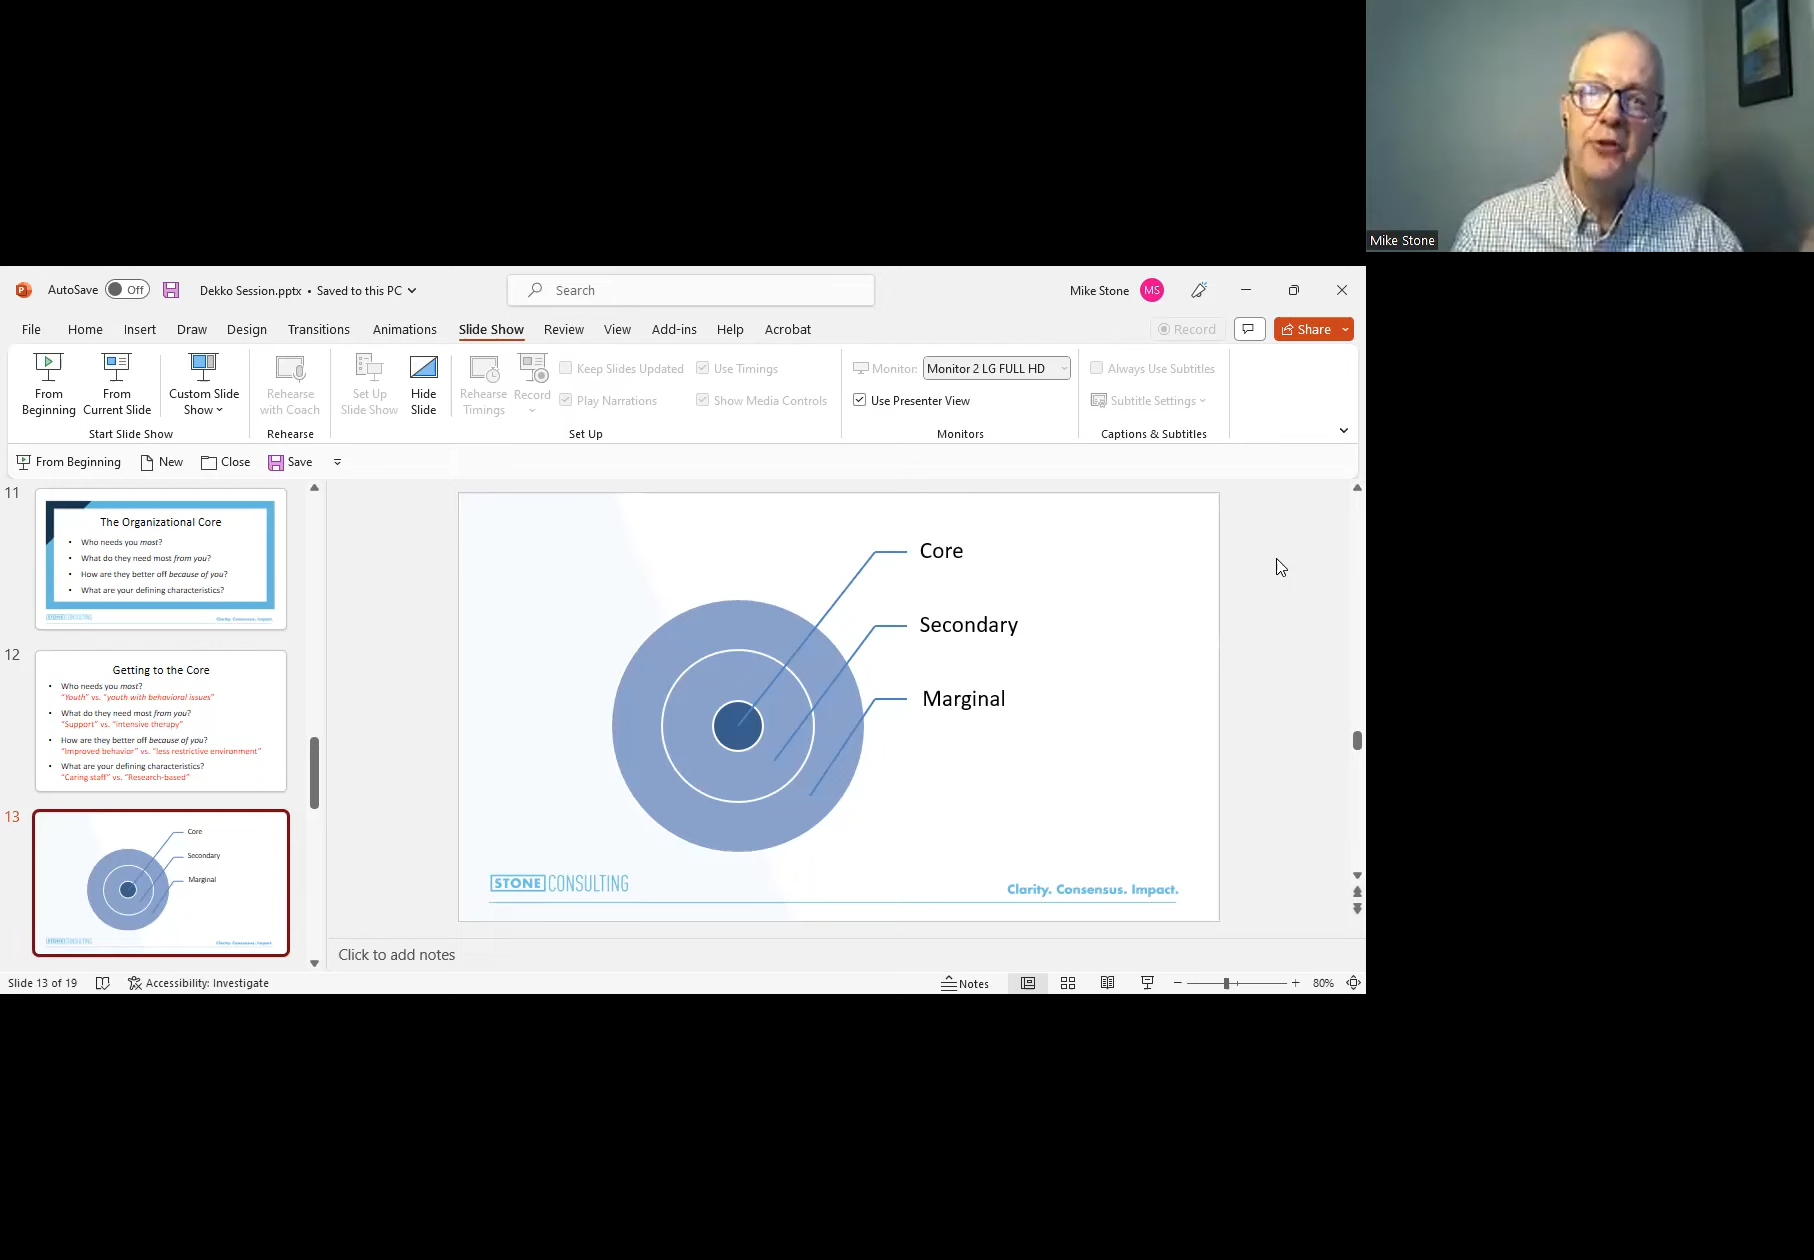 Mike Stone
AutoSave Off Dekko Session.pptx • Saved to this PC Search Mike Stone MS
File Home Insert Draw Design Transitions Animations Slide Show Review View Add-ins Help Acrobat Record Share
From Beginning
From Current Slide
Custom Slide Show
Start Slide Show
Rehearse with Coach
Rehearse
Set Up Slide Show
Hide Slide
Rehearse Timings
Record
Keep Slides Updated
Play Narrations
Use Timings
Show Media Controls
Set Up
Monitor: Monitor 2 LG FULL HD
Use Presenter View
Monitors
Always Use Subtitles
Subtitle Settings
Captions & Subtitles
From Beginning New Close Save
11
The Organizational Core
• Who needs you most?
• What do they need most from you?
• How are they better off because of you?
• What are your defining characteristics?
STONE CONSULTING Clarity. Consensus. Impact.
12
Getting to the Core
• Who needs you most?
"Youth" vs. "youth with behavioral issues"
• What do they need most from you?
"Support" vs. "intensive therapy"
• How are they better off because of you?
"Improved behavior" vs. "less restrictive environment"
• What are your defining characteristics?
"Caring staff" vs. "Research-based"
13
Core
Secondary
Marginal
STONE CONSULTING Clarity. Consensus. Impact.
Core
Secondary
Marginal
STONE CONSULTING Clarity. Consensus. Impact.
Click to add notes
Slide 13 of 19 Accessibility: Investigate Notes 80%